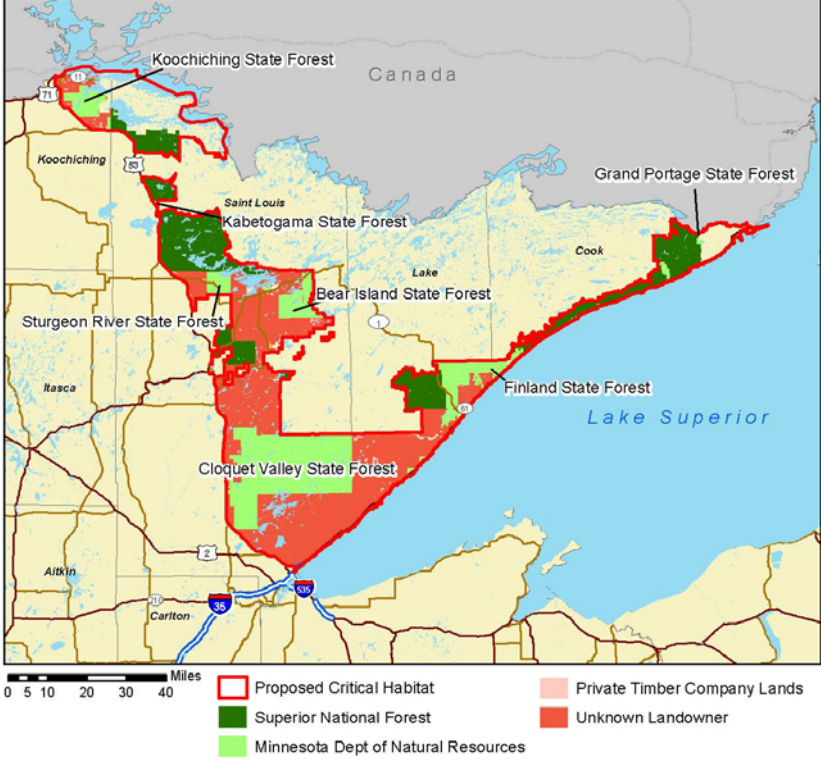 Koochiching State Forest
11
Canada
71
Koochiching
53
Grand Portage State Forest
Saint Louis
Kabetogama State Forest
Cook
Lake
Bear Island State Forest
Sturgeon River State Forest
1
Itasca
Finland State Forest
61
Lake Superior
Cloquet Valley State Forest
2
Aitkin
535
210
35
Carlton
Miles
0 5 10 20 30 40
Proposed Critical Habitat
Private Timber Company Lands
Superior National Forest
Unknown Landowner
Minnesota Dept of Natural Resources